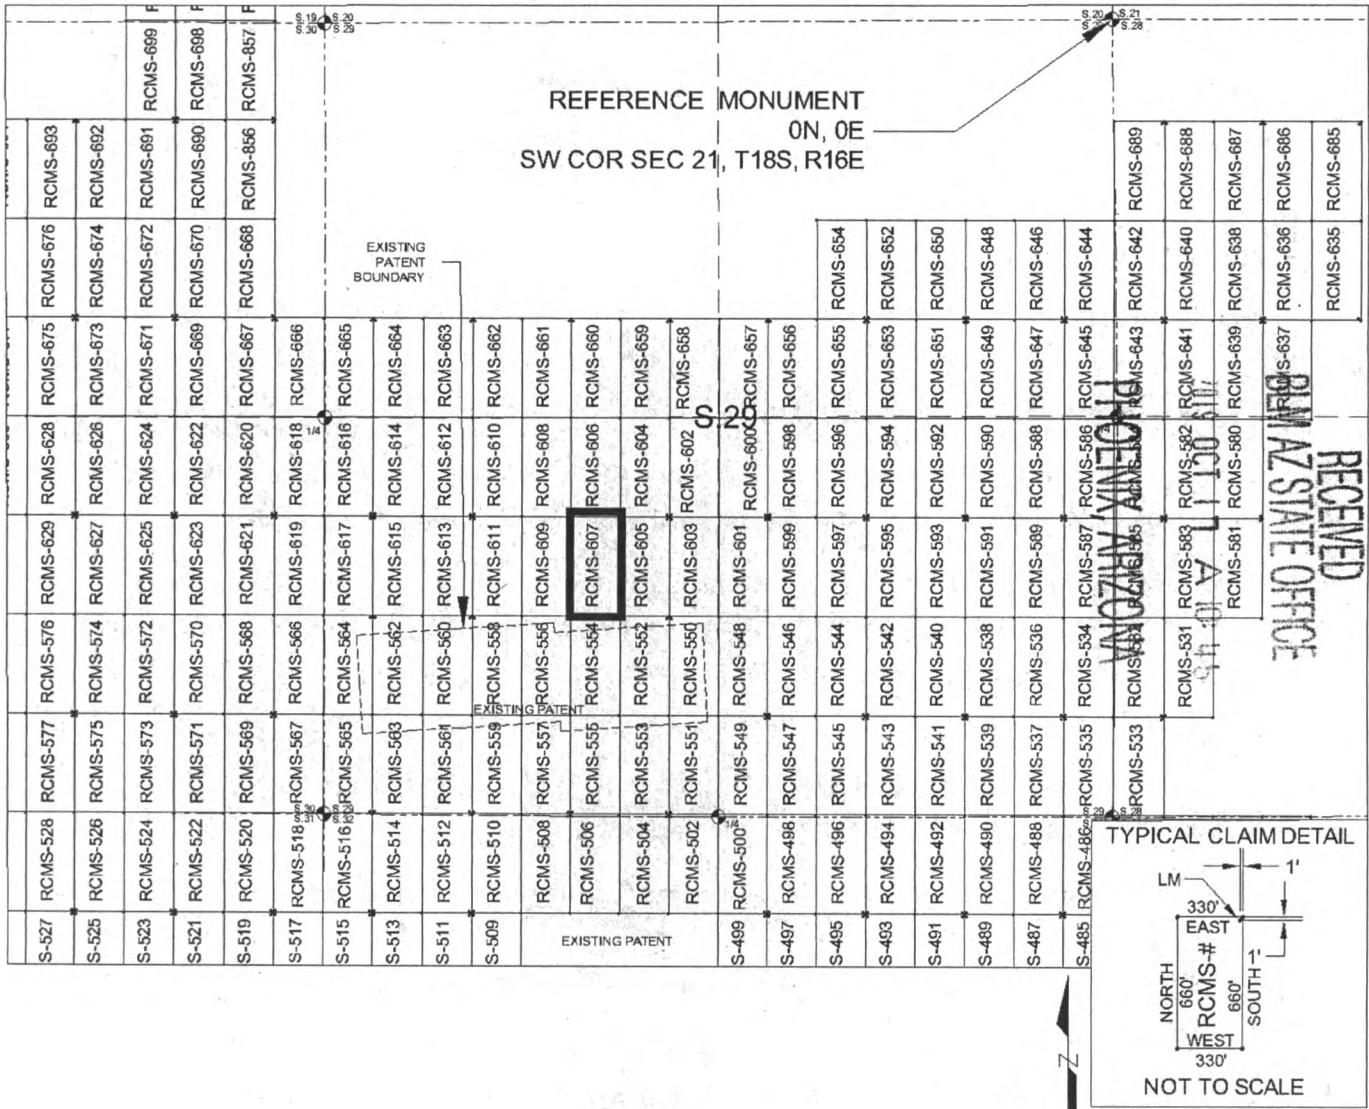 S.19 S.20
S.30 S.29
S.20 S.21
S.28
REFERENCE MONUMENT
0N, 0E
SW COR SEC 21, T18S, R16E
EXISTING
PATENT
BOUNDARY
RCMS-699 RCMS-698 RCMS-857
RCMS-693 RCMS-692 RCMS-691 RCMS-690 RCMS-856 RCMS-689 RCMS-688 RCMS-687 RCMS-686 RCMS-685
RCMS-676 RCMS-674 RCMS-672 RCMS-670 RCMS-668 RCMS-654 RCMS-652 RCMS-650 RCMS-648 RCMS-646 RCMS-644 RCMS-642 RCMS-640 RCMS-638 RCMS-636 RCMS-635
RCMS-675 RCMS-673 RCMS-671 RCMS-669 RCMS-667 RCMS-666 RCMS-665 RCMS-664 RCMS-663 RCMS-662 RCMS-661 RCMS-660 RCMS-659 RCMS-658 RCMS-657 RCMS-656 RCMS-655 RCMS-653 RCMS-651 RCMS-649 RCMS-647 RCMS-645 RCMS-643 RCMS-641 RCMS-639 RCMS-637
1/4
S.29
RCMS-628 RCMS-626 RCMS-624 RCMS-622 RCMS-620 RCMS-618 RCMS-616 RCMS-614 RCMS-612 RCMS-610 RCMS-608 RCMS-606 RCMS-604 RCMS-602 RCMS-600 RCMS-598 RCMS-596 RCMS-594 RCMS-592 RCMS-590 RCMS-588 RCMS-586 RCMS-582 RCMS-580
RCMS-629 RCMS-627 RCMS-625 RCMS-623 RCMS-621 RCMS-619 RCMS-617 RCMS-615 RCMS-613 RCMS-611 RCMS-609 RCMS-607 RCMS-605 RCMS-603 RCMS-601 RCMS-599 RCMS-597 RCMS-595 RCMS-593 RCMS-591 RCMS-589 RCMS-587 RCMS-585 RCMS-583 RCMS-581
RCMS-576 RCMS-574 RCMS-572 RCMS-570 RCMS-568 RCMS-566 RCMS-564 RCMS-562 RCMS-560 RCMS-558 RCMS-556 RCMS-554 RCMS-552 RCMS-550 RCMS-548 RCMS-546 RCMS-544 RCMS-542 RCMS-540 RCMS-538 RCMS-536 RCMS-534 RCMS-531
EXISTING PATENT
RCMS-577 RCMS-575 RCMS-573 RCMS-571 RCMS-569 RCMS-567 RCMS-565 RCMS-563 RCMS-561 RCMS-559 RCMS-557 RCMS-555 RCMS-553 RCMS-551 RCMS-549 RCMS-547 RCMS-545 RCMS-543 RCMS-541 RCMS-539 RCMS-537 RCMS-535 RCMS-533
S.30 S.29
S.31 S.32
1/4
S.29 S.28
RCMS-528 RCMS-526 RCMS-524 RCMS-522 RCMS-520 RCMS-518 RCMS-516 RCMS-514 RCMS-512 RCMS-510 RCMS-508 RCMS-506 RCMS-504 RCMS-502 RCMS-500 RCMS-498 RCMS-496 RCMS-494 RCMS-492 RCMS-490 RCMS-488 RCMS-486
S-527 S-525 S-523 S-521 S-519 S-517 S-515 S-513 S-511 S-509 EXISTING PATENT S-499 S-497 S-495 S-493 S-491 S-489 S-487 S-485
RECEIVED
BLM AZ STATE OFFICE
OCT 17 A 10:46
PHOENIX, ARIZONA
TYPICAL CLAIM DETAIL
LM
1'
330'
EAST
1'
NORTH
660'
RCMS-#
660'
SOUTH
WEST
330'
NOT TO SCALE
Z